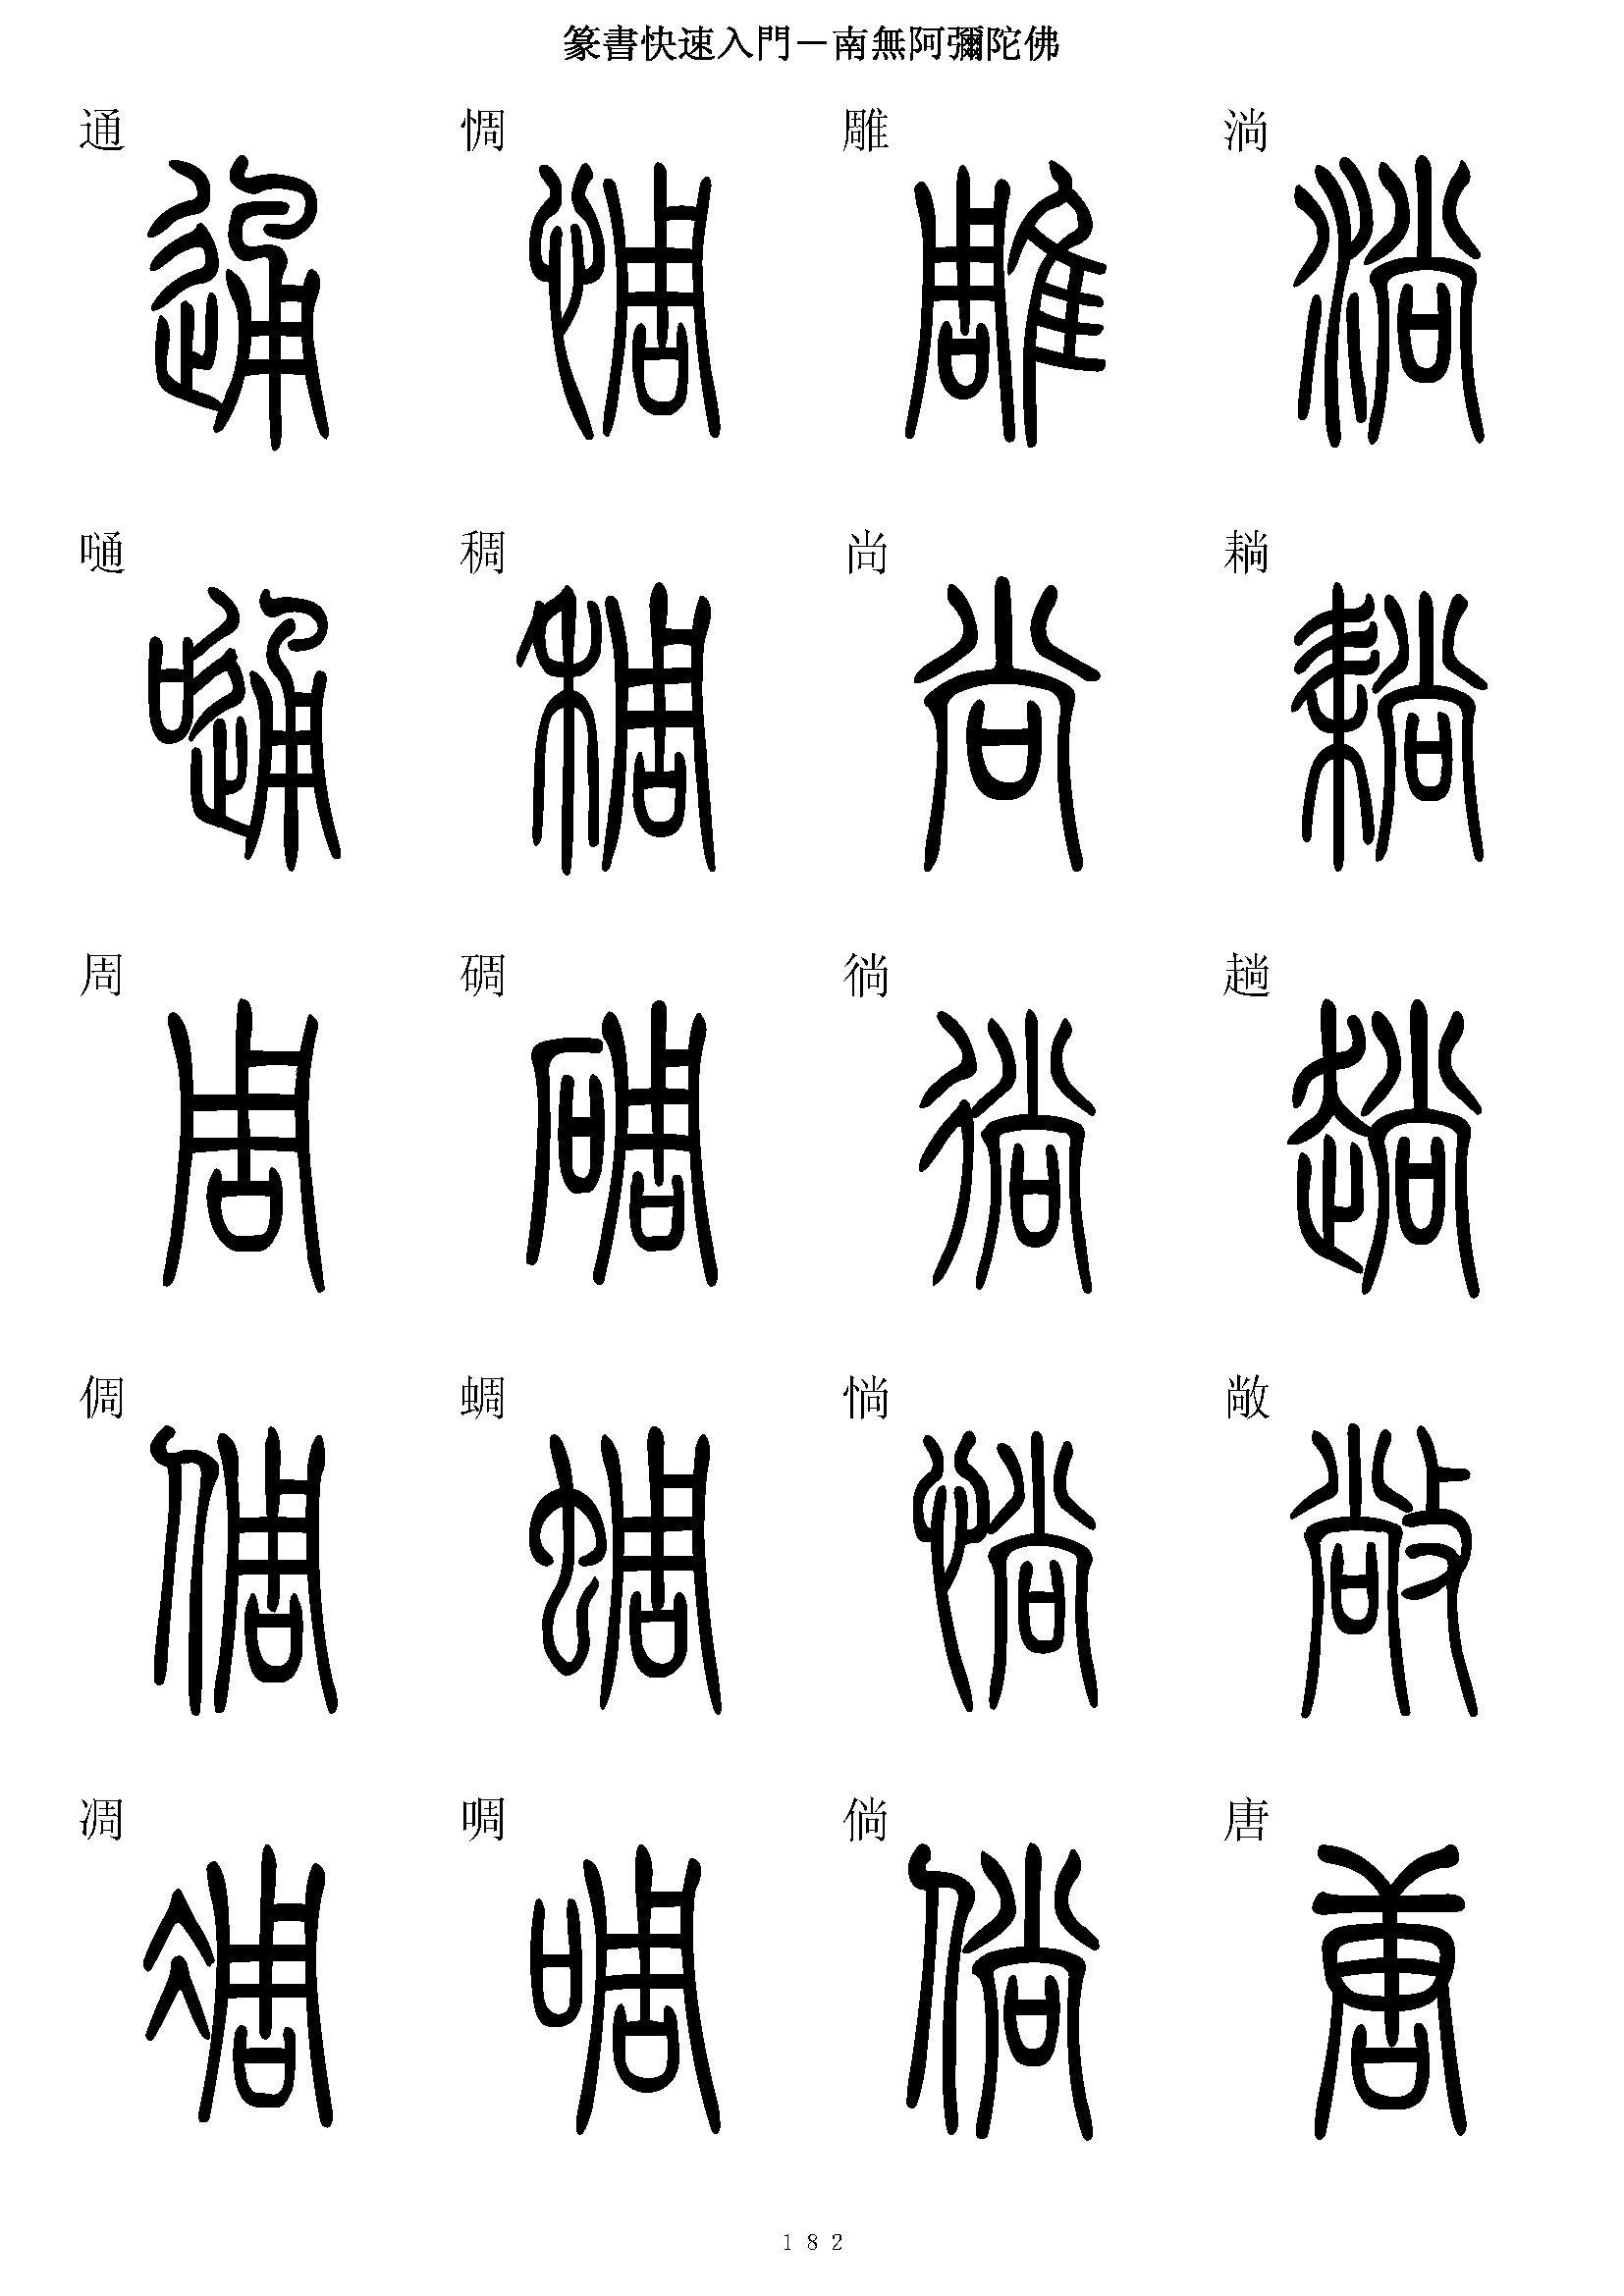 篆書快速入門－南無阿彌陀佛
通 惆 雕 淌
嗵 稠 尚 耥
周 碉 徜 趟
倜 蜩 惝 敞
凋 啁 倘 唐
182